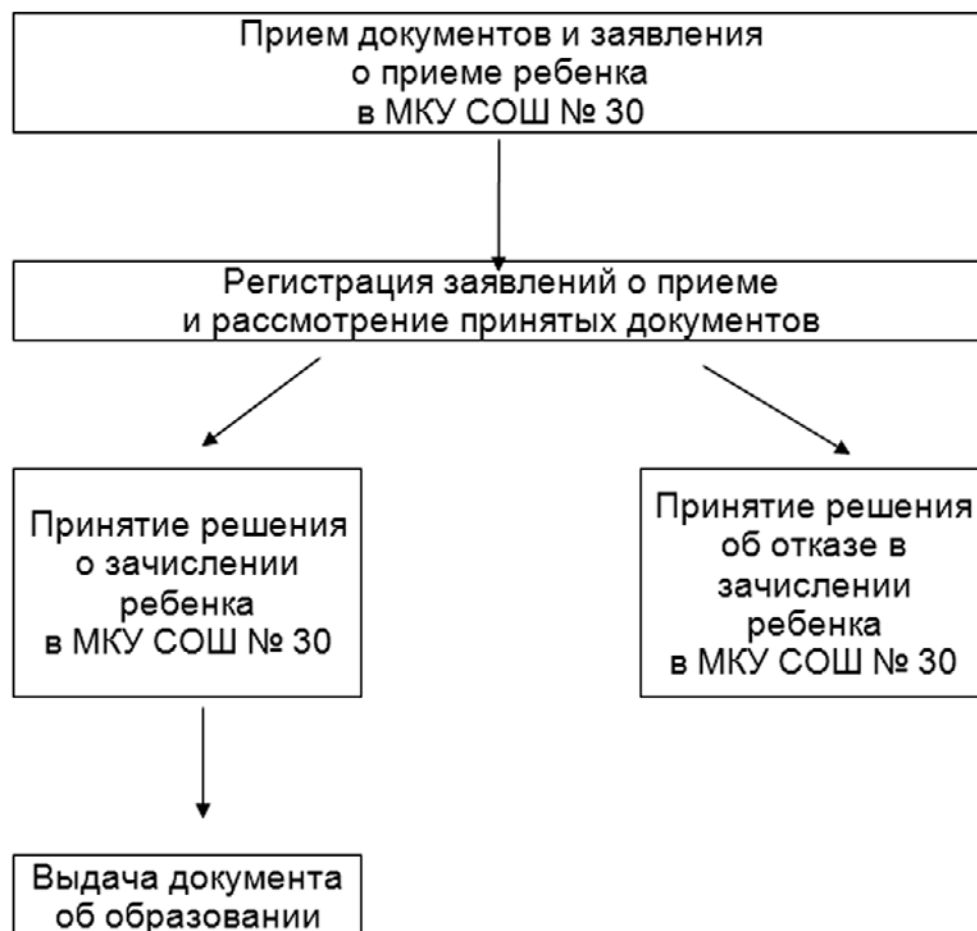 Прием документов и заявления
о приеме ребенка
в МКУ СОШ № 30
Регистрация заявлений о приеме
и рассмотрение принятых документов
Принятие решения
о зачислении
ребенка
в МКУ СОШ № 30
Принятие решения
об отказе в
зачислении
ребенка
в МКУ СОШ № 30
Выдача документа
об образовании